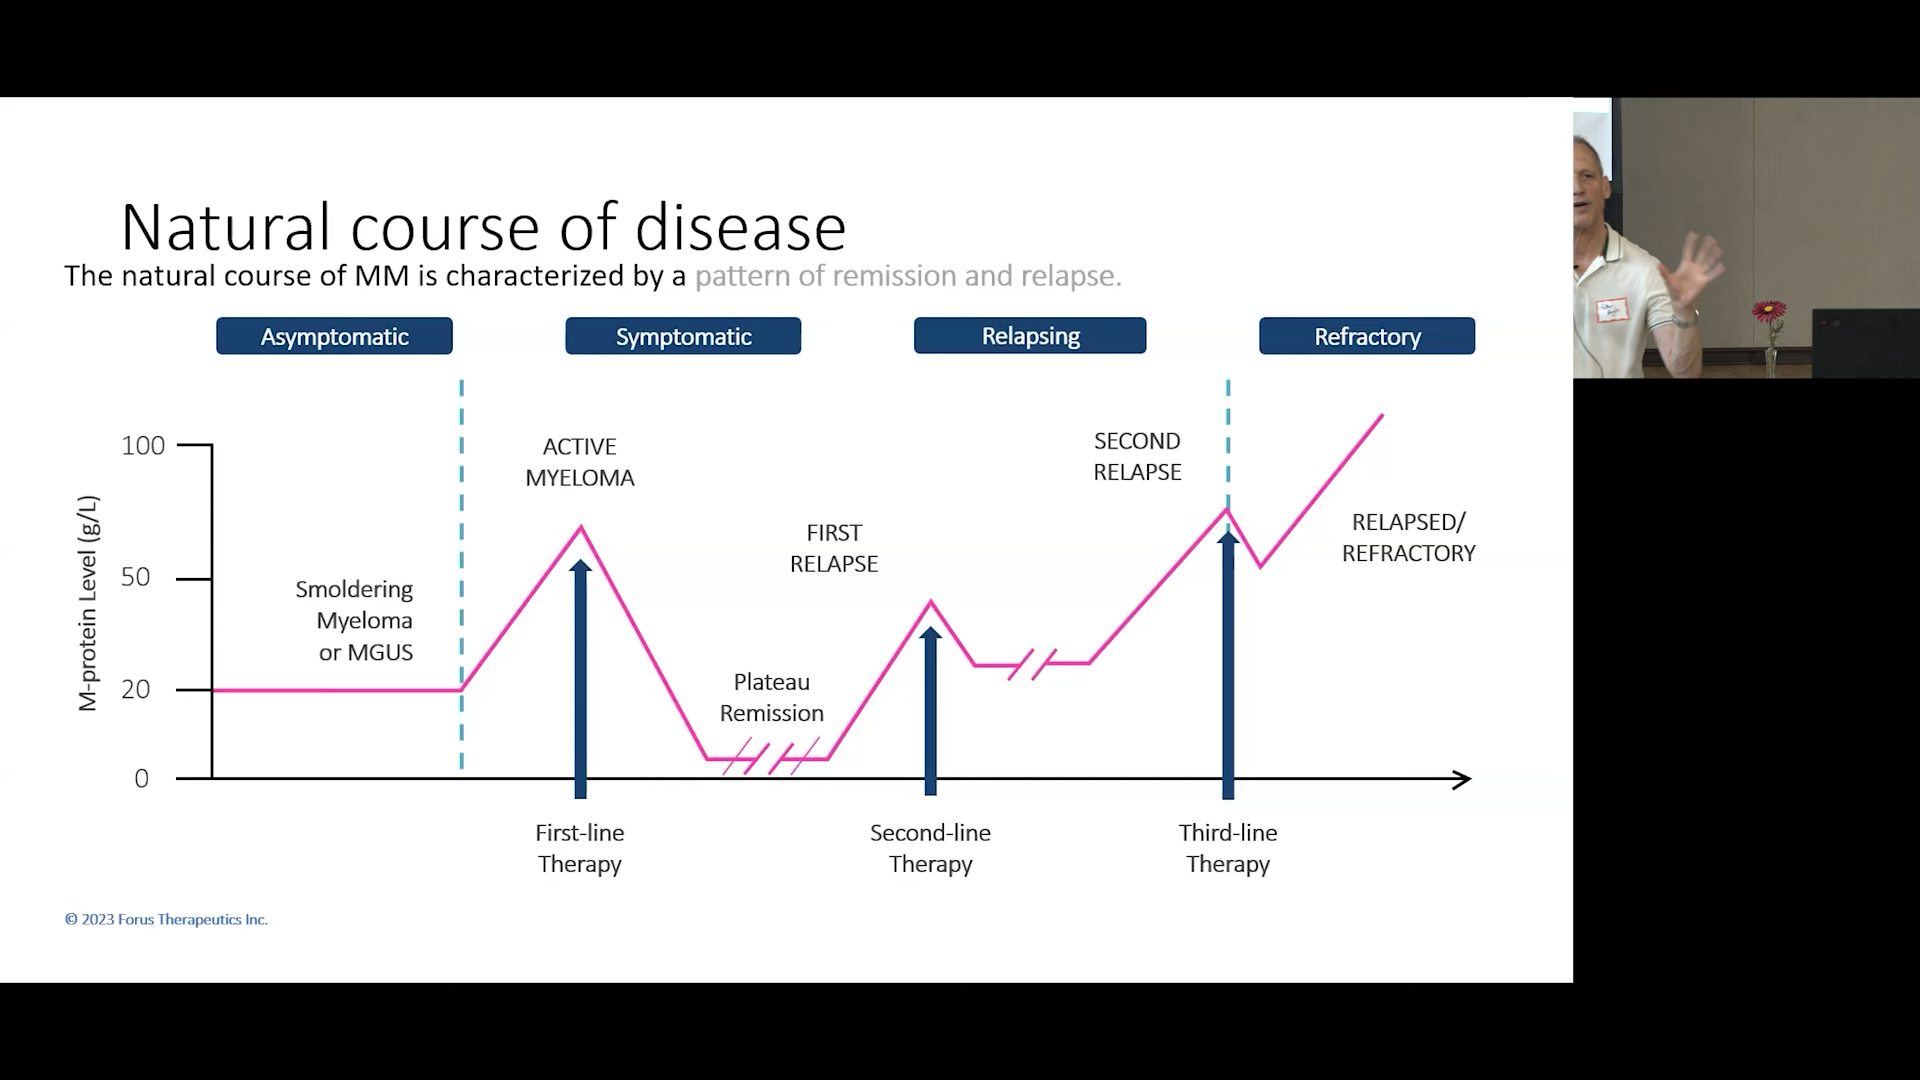 Natural course of disease
The natural course of MM is characterized by a pattern of remission and relapse.
Asymptomatic
Symptomatic
Relapsing
Refractory
M-protein Level (g/L)
100
50
20
0
Smoldering
Myeloma
or MGUS
ACTIVE
MYELOMA
Plateau
Remission
FIRST
RELAPSE
SECOND
RELAPSE
RELAPSED/
REFRACTORY
First-line
Therapy
Second-line
Therapy
Third-line
Therapy
© 2023 Forus Therapeutics Inc.